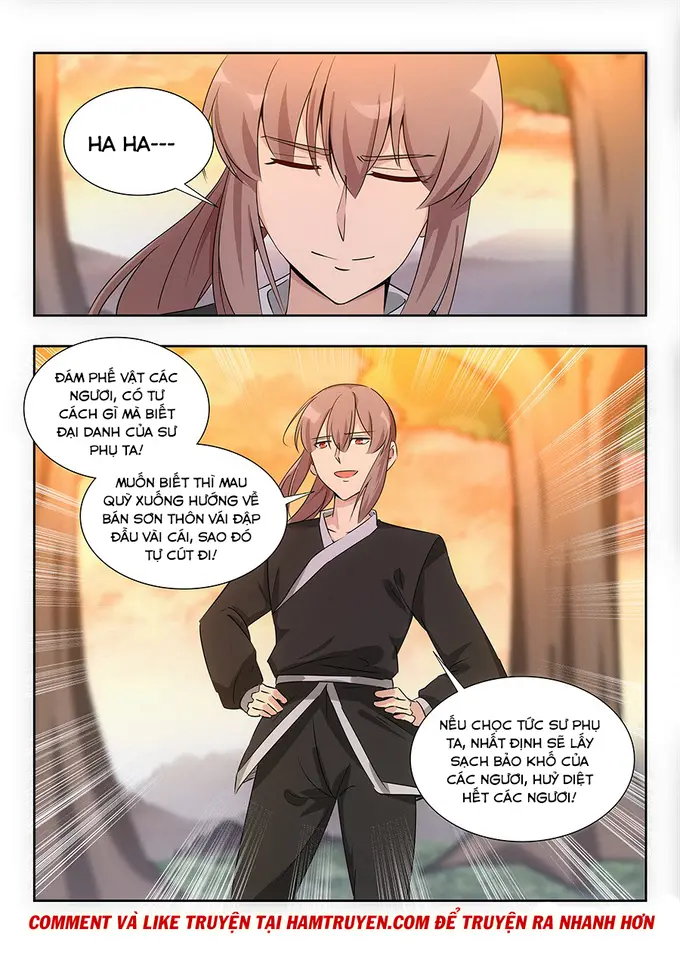 HA HA---
ĐÁM PHẾ VẬT CÁC
NGƯƠI, CÓ TƯ
CÁCH GÌ MÀ BIẾT
ĐẠI DANH CỦA SƯ
PHỤ TA!
MUỐN BIẾT THÌ MAU
QUỲ XUỐNG HƯỚNG VỀ
BÁN SƠN THÔN VÁI ĐẬP
ĐẦU VÀI CÁI, SAO ĐÓ
TỰ CÚT ĐI!
NẾU CHỌC TỨC SƯ PHỤ
TA, NHẤT ĐỊNH SẼ LẤY
SẠCH BẢO KHỐ CỦA
CÁC NGƯƠI, HUỶ DIỆT
HẾT CÁC NGƯƠI!
COMMENT VÀ LIKE TRUYỆN TẠI HAMTRUYEN.COM ĐỂ TRUYỆN RA NHANH HƠN